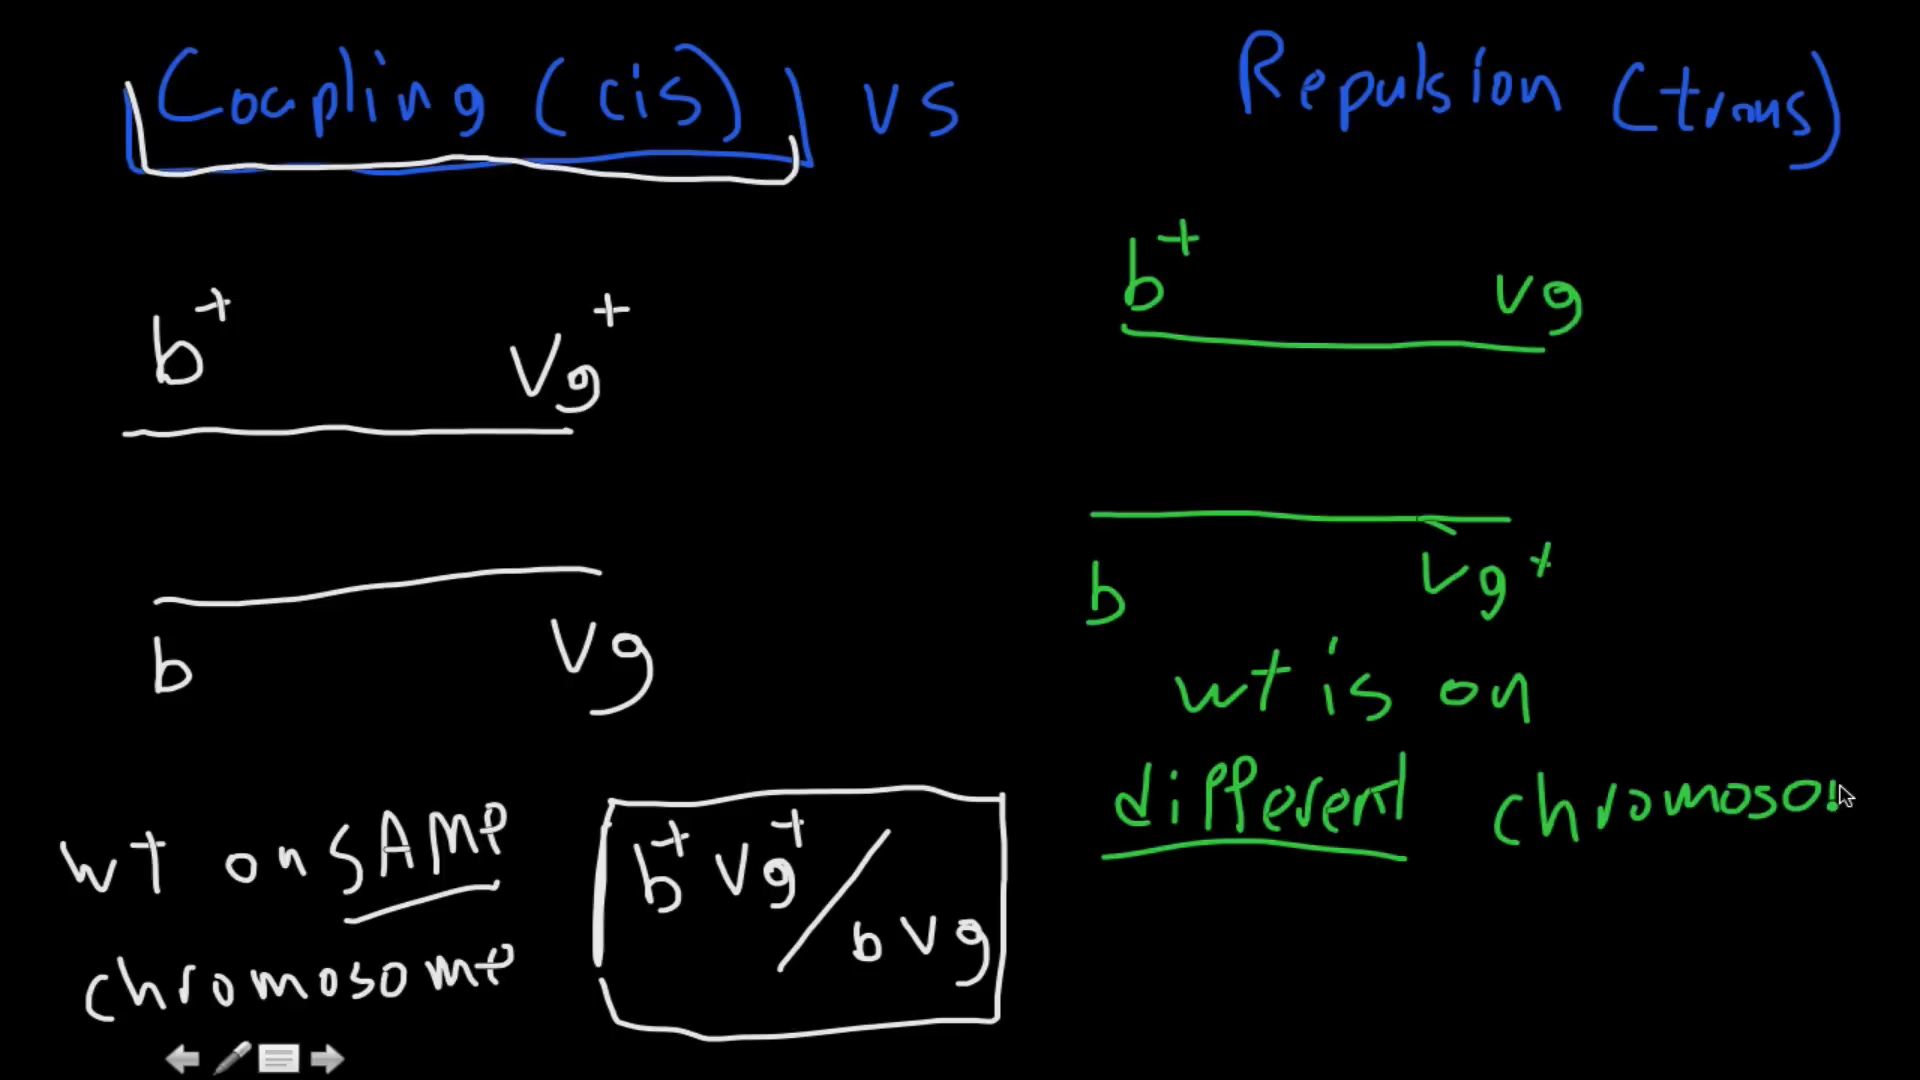 Coupling (cis) vs Repulsion (trans)
b+ vg
b+ Vg+
b Vg+
b Vg
wt is on
different
wt on SAME
b+ vg+ / b vg
chromosome